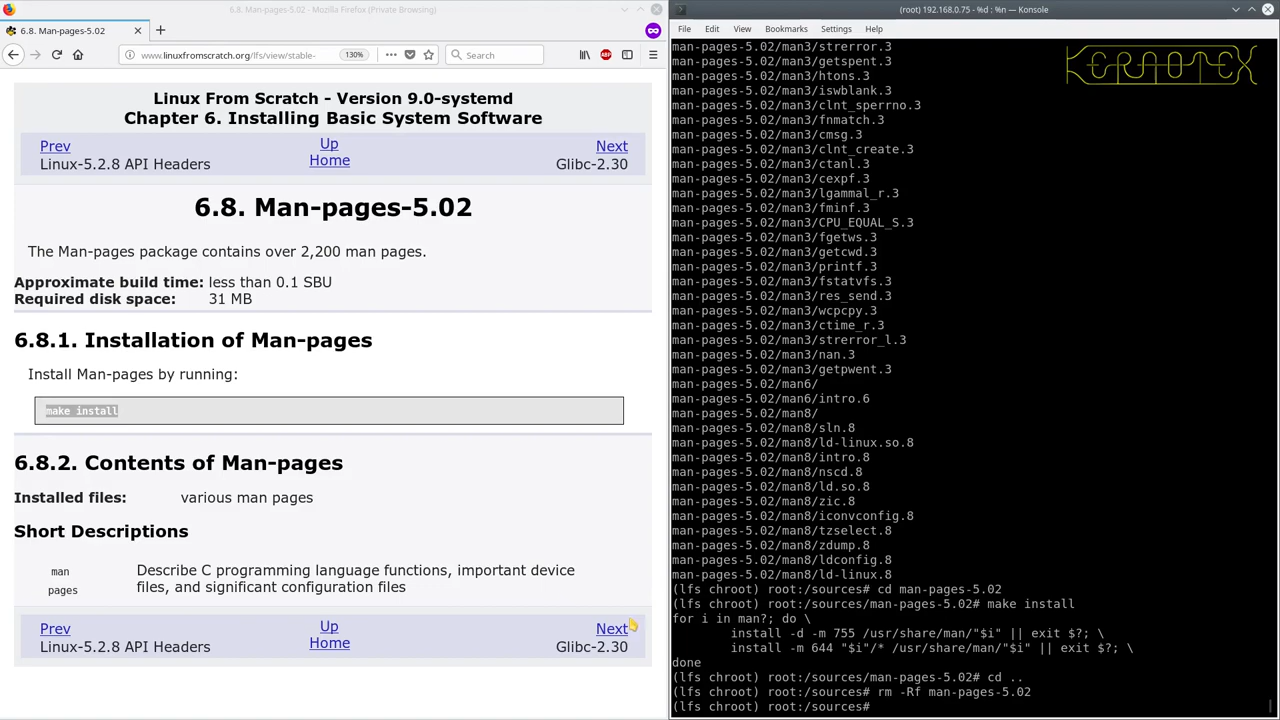 6.8. Man-pages-5.02 - Mozilla Firefox (Private Browsing)
6.8. Man-pages-5.02
www.linuxfromscratch.org/lfs/view/stable-
130%
Search
ABP
Linux From Scratch - Version 9.0-systemd
Chapter 6. Installing Basic System Software
Prev
Up
Next
Linux-5.2.8 API Headers
Home
Glibc-2.30
6.8. Man-pages-5.02
The Man-pages package contains over 2,200 man pages.
Approximate build time: less than 0.1 SBU
Required disk space: 31 MB
6.8.1. Installation of Man-pages
Install Man-pages by running:
make install
6.8.2. Contents of Man-pages
Installed files: various man pages
Short Descriptions
man pages
Describe C programming language functions, important device
files, and significant configuration files
Prev
Up
Next
Linux-5.2.8 API Headers
Home
Glibc-2.30
(root) 192.168.0.75 - %d : %n — Konsole
File Edit View Bookmarks Settings Help
KERNOTEX
man-pages-5.02/man3/strerror.3
man-pages-5.02/man3/getspent.3
man-pages-5.02/man3/htons.3
man-pages-5.02/man3/iswblank.3
man-pages-5.02/man3/clnt_sperrno.3
man-pages-5.02/man3/fnmatch.3
man-pages-5.02/man3/cmsg.3
man-pages-5.02/man3/clnt_create.3
man-pages-5.02/man3/ctanl.3
man-pages-5.02/man3/cexpf.3
man-pages-5.02/man3/lgammal_r.3
man-pages-5.02/man3/fminf.3
man-pages-5.02/man3/CPU_EQUAL_S.3
man-pages-5.02/man3/fgetws.3
man-pages-5.02/man3/getcwd.3
man-pages-5.02/man3/printf.3
man-pages-5.02/man3/fstatvfs.3
man-pages-5.02/man3/res_send.3
man-pages-5.02/man3/wcpcpy.3
man-pages-5.02/man3/ctime_r.3
man-pages-5.02/man3/strerror_l.3
man-pages-5.02/man3/nan.3
man-pages-5.02/man3/getpwent.3
man-pages-5.02/man6/
man-pages-5.02/man6/intro.6
man-pages-5.02/man8/
man-pages-5.02/man8/sln.8
man-pages-5.02/man8/ld-linux.so.8
man-pages-5.02/man8/intro.8
man-pages-5.02/man8/nscd.8
man-pages-5.02/man8/ld.so.8
man-pages-5.02/man8/zic.8
man-pages-5.02/man8/iconvconfig.8
man-pages-5.02/man8/tzselect.8
man-pages-5.02/man8/zdump.8
man-pages-5.02/man8/ldconfig.8
man-pages-5.02/man8/ld-linux.8
(lfs chroot) root:/sources# cd man-pages-5.02
(lfs chroot) root:/sources/man-pages-5.02# make install
for i in man?; do \
install -d -m 755 /usr/share/man/"$i" || exit $?; \
install -m 644 "$i"/* /usr/share/man/"$i" || exit $?; \
done
(lfs chroot) root:/sources/man-pages-5.02# cd ..
(lfs chroot) root:/sources# rm -Rf man-pages-5.02
(lfs chroot) root:/sources#